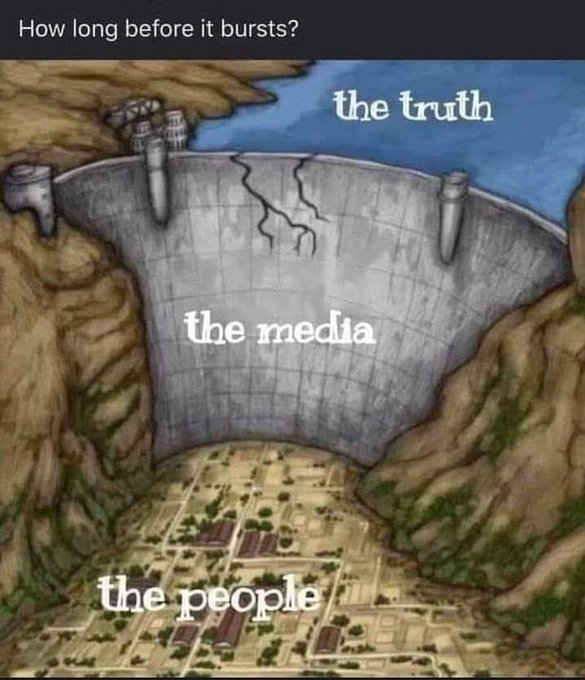 How long before it bursts?
the truth
the media
the people